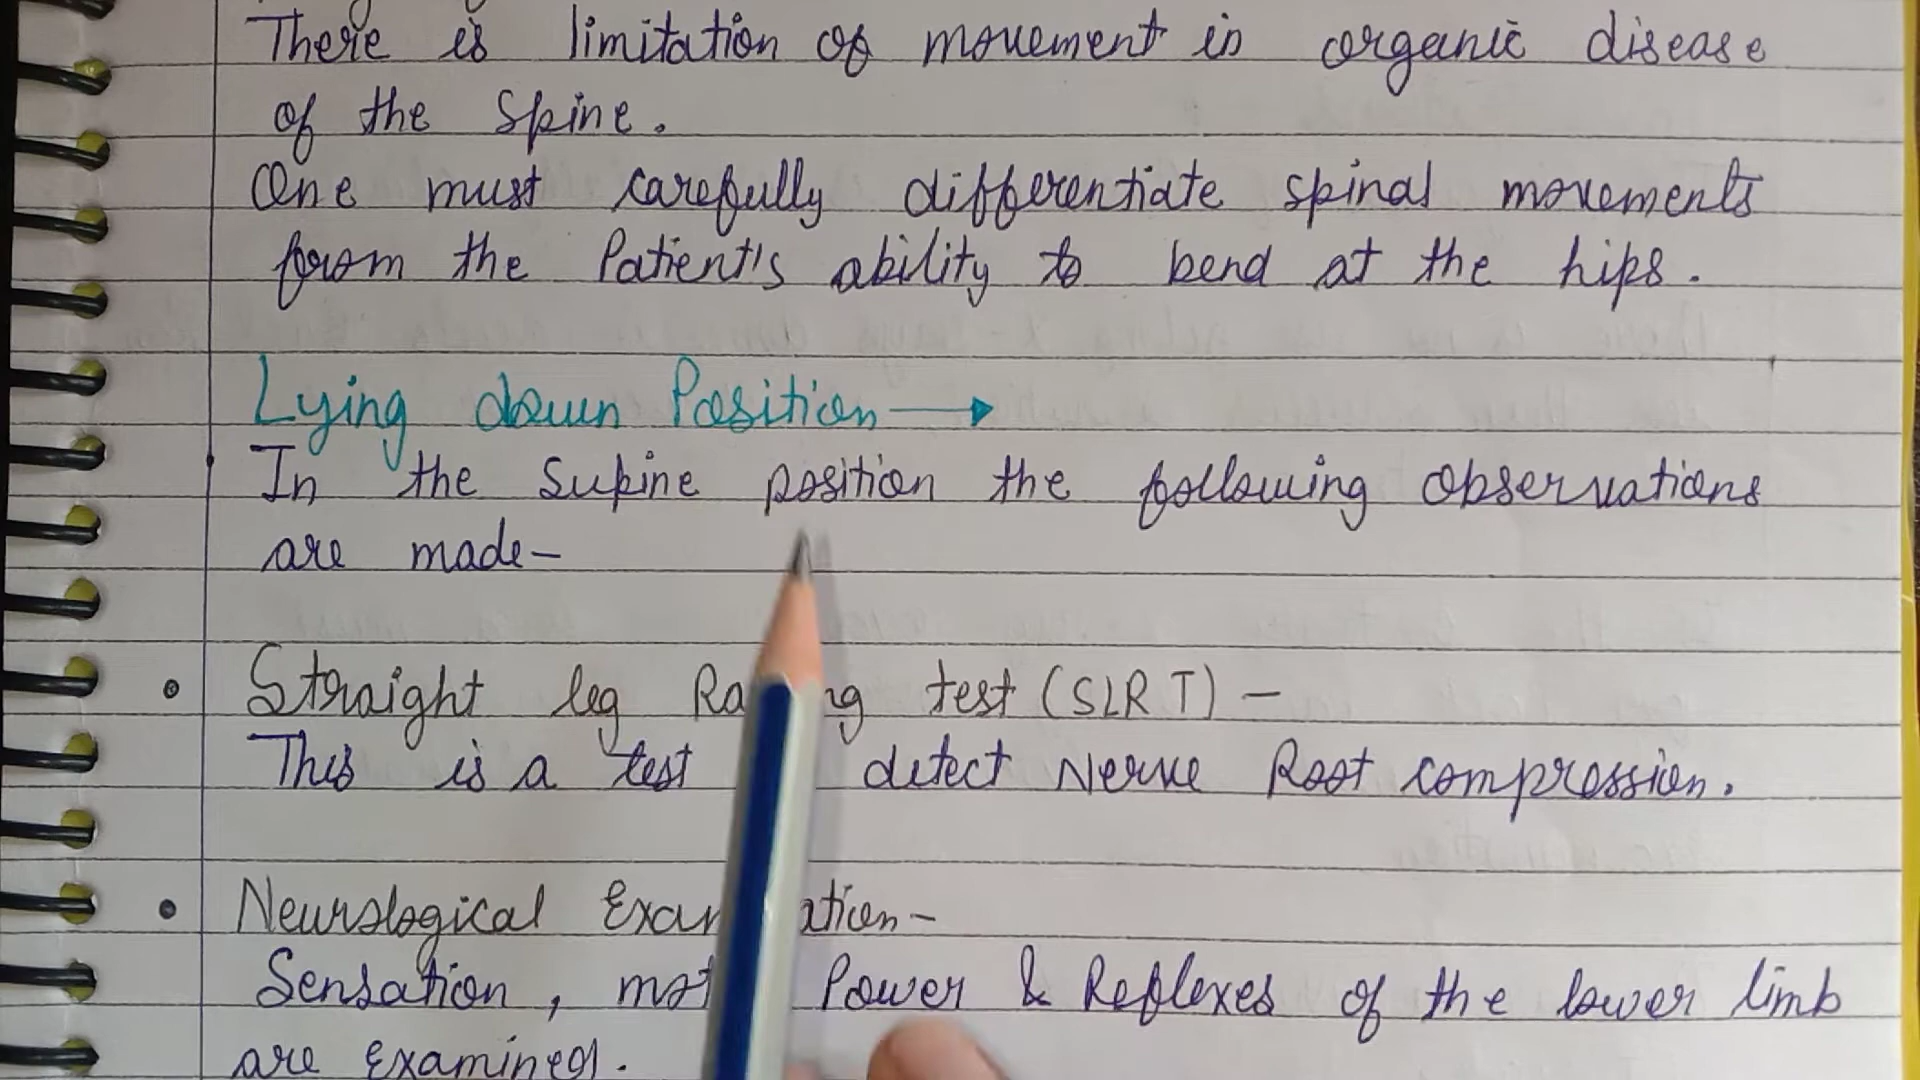 There is limitation of movement in organic disease
of the Spine.
One must carefully differentiate spinal movements
from the Patient's ability to bend at the hips.
Lying down Position →
In the Supine position the following Observations
are made-
• Straight leg test (SLRT) -
This is a test detect Nerve Root compression.
• Neurological -
Sensation, Power & Reflexes of the lower limb
are Examined.